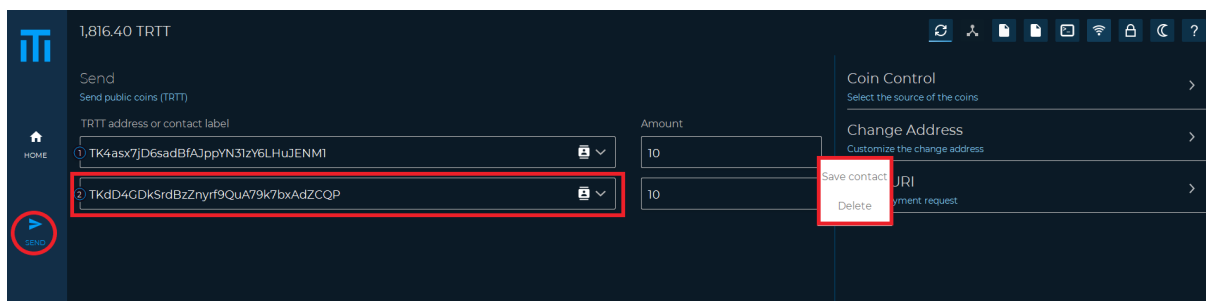 1,816.40 TRTT
?
Send
Send public coins (TRTT)
TRTT address or contact label
Amount
1 TK4asx7jD6sadBfAJppYN31zY6LHuJENM1
10
2 TKdD4GDkSrdBzZnyrf9QuA79k7bxAdZCQP
10
Save contact
Delete
Coin Control
Select the source of the coins
Change Address
Customize the change address
URI
yment request
HOME
SEND